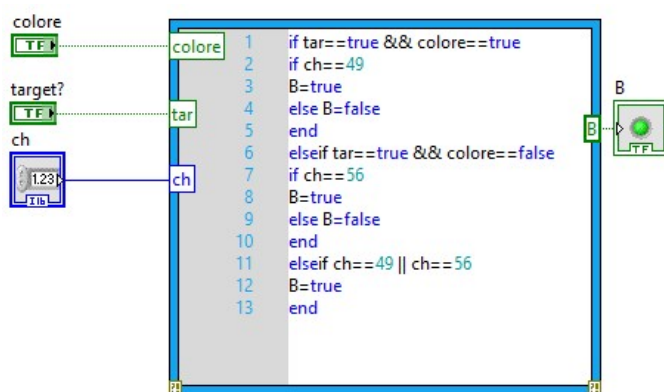 colore
TF
target?
TF
ch
1.23
I16
colore
tar
ch
1 if tar==true && colore==true
2 if ch==49
3 B=true
4 else B=false
5 end
6 elseif tar==true && colore==false
7 if ch==56
8 B=true
9 else B=false
10 end
11 elseif ch==49 || ch==56
12 B=true
13 end
B
B
TF